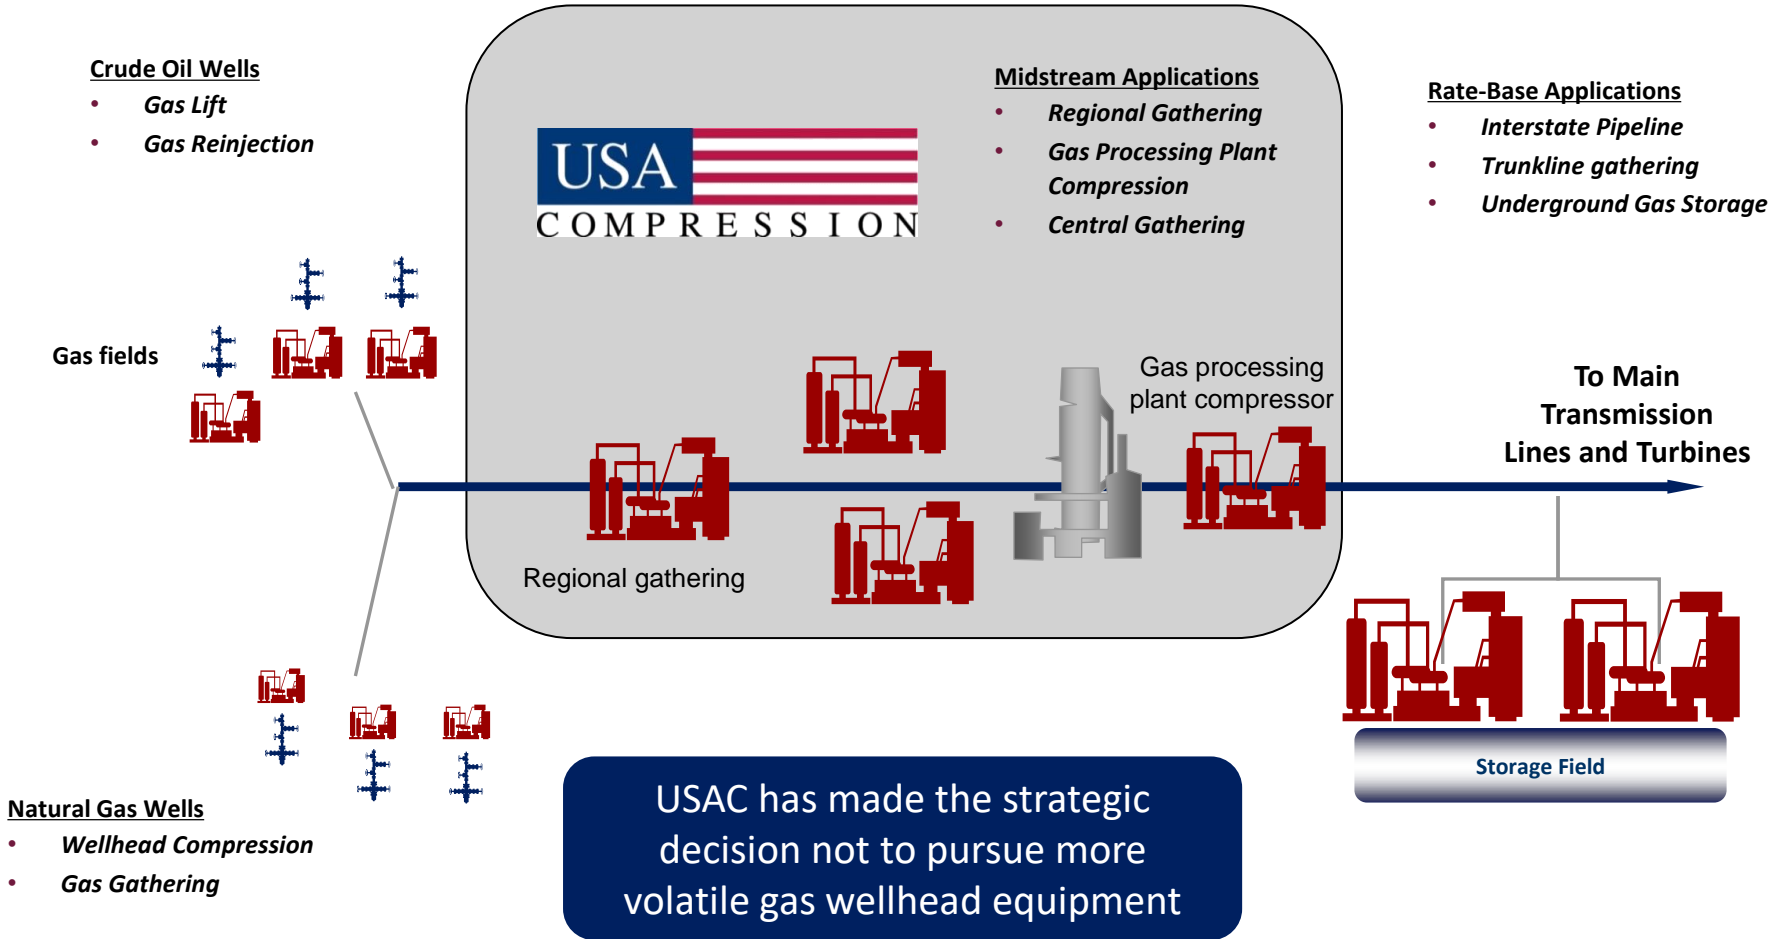 Crude Oil Wells
• Gas Lift
• Gas Reinjection
USA
COMPRESSION
Midstream Applications
• Regional Gathering
• Gas Processing Plant
Compression
• Central Gathering
Rate-Base Applications
• Interstate Pipeline
• Trunkline gathering
• Underground Gas Storage
Gas fields
Gas processing
plant compressor
To Main
Transmission
Lines and Turbines
Regional gathering
Storage Field
Natural Gas Wells
• Wellhead Compression
• Gas Gathering
USAC has made the strategic
decision not to pursue more
volatile gas wellhead equipment